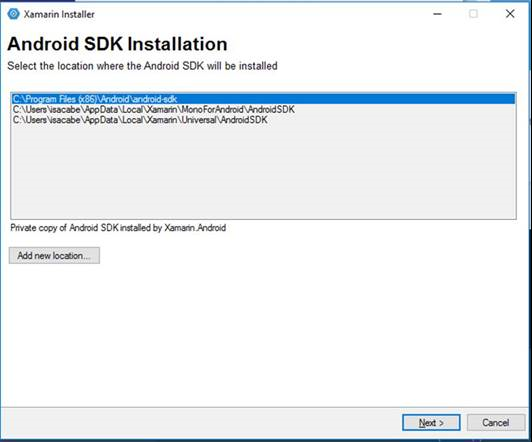 Xamarin Installer
Android SDK Installation
Select the location where the Android SDK will be installed
C:\Program Files (x86)\Android\android-sdk
C:\Users\isacabe\AppData\Local\Xamarin\MonoForAndroid\AndroidSDK
C:\Users\isacabe\AppData\Local\Xamarin\Universal\AndroidSDK
Private copy of Android SDK installed by Xamarin.Android
Add new location...
Next >
Cancel